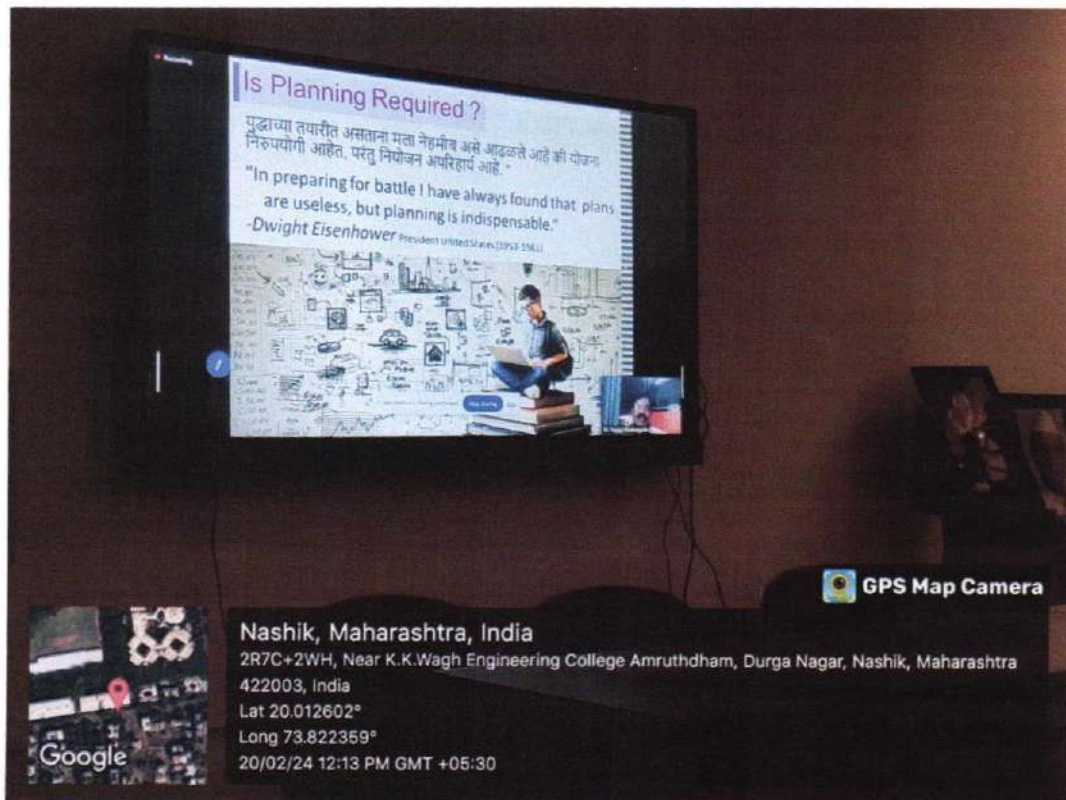 Recording
Is Planning Required ?
युद्धाच्या तयारीत असताना मला नेहमीच असे आढळले आहे की योजना
निरुपयोगी आहेत, परंतु नियोजन अपरिहार्य आहे. "
"In preparing for battle I have always found that plans
are useless, but planning is indispensable."
-Dwight Eisenhower President United States (1953-1961)
Stop sharing
GPS Map Camera
Nashik, Maharashtra, India
2R7C+2WH, Near K.K.Wagh Engineering College Amruthdham, Durga Nagar, Nashik, Maharashtra
422003, India
Lat 20.012602°
Long 73.822359°
20/02/24 12:13 PM GMT +05:30
Google